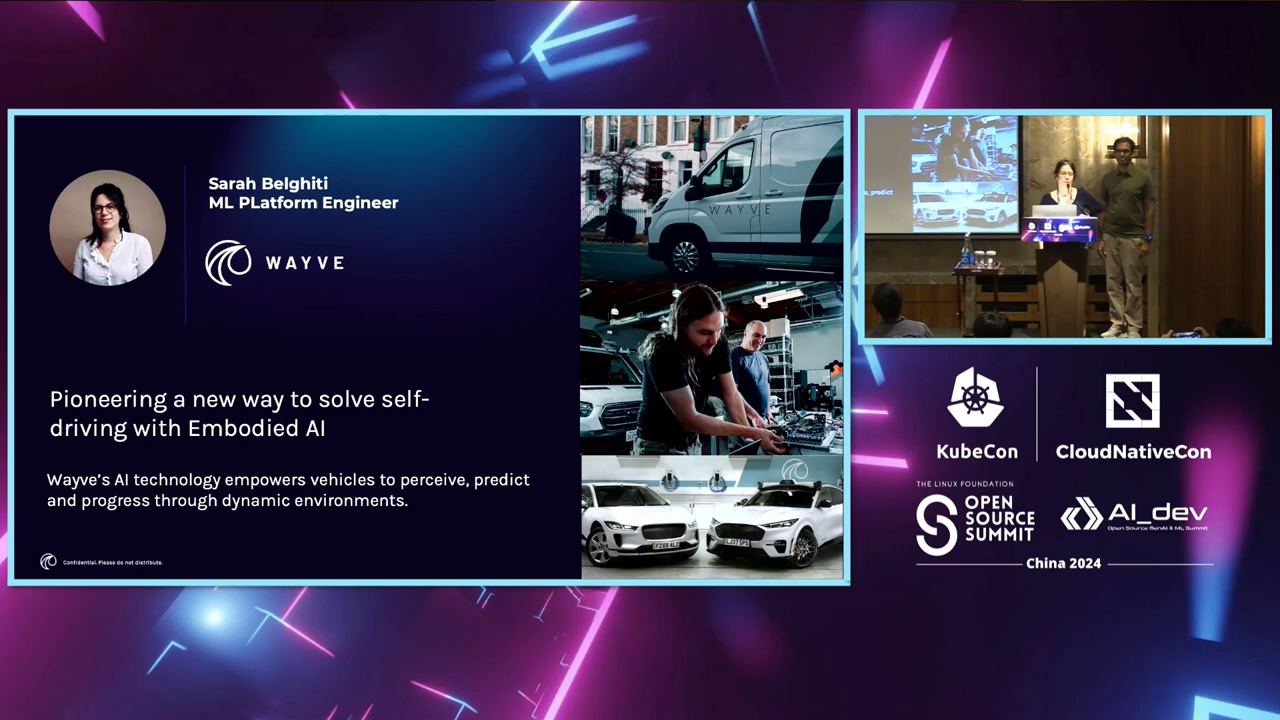 Sarah Belghiti
ML PLatform Engineer
WAYVE
Pioneering a new way to solve self-
driving with Embodied AI
Wayve's AI technology empowers vehicles to perceive, predict
and progress through dynamic environments.
Confidential. Please do not distribute.
WAYVE
e, predict
KubeCon
CloudNativeCon
THE LINUX FOUNDATION
OPEN
SOURCE
SUMMIT
AI_dev
Open Source GenAI & ML Summit
China 2024